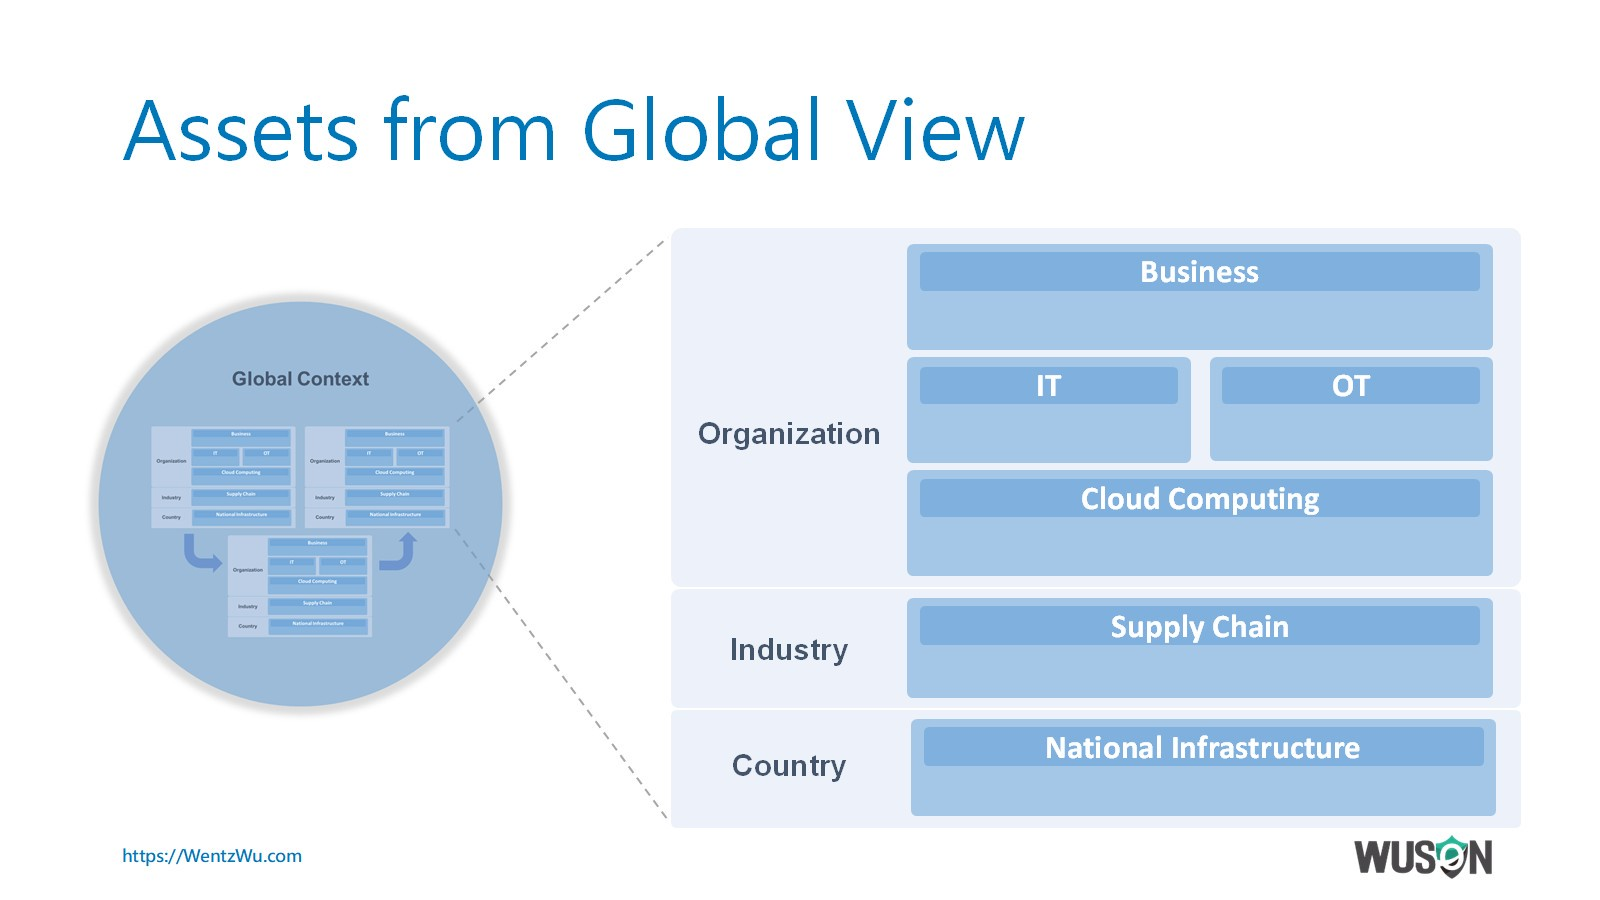 Assets from Global View
Global Context
Business
IT OT
Organization
Cloud Computing
Industry Supply Chain
Country National Infrastructure
Business
IT OT
Organization
Cloud Computing
Industry Supply Chain
Country National Infrastructure
Business
IT OT
Organization
Cloud Computing
Industry Supply Chain
Country National Infrastructure
Business
IT OT
Organization
Cloud Computing
Industry Supply Chain
Country National Infrastructure
https://WentzWu.com
WUSON